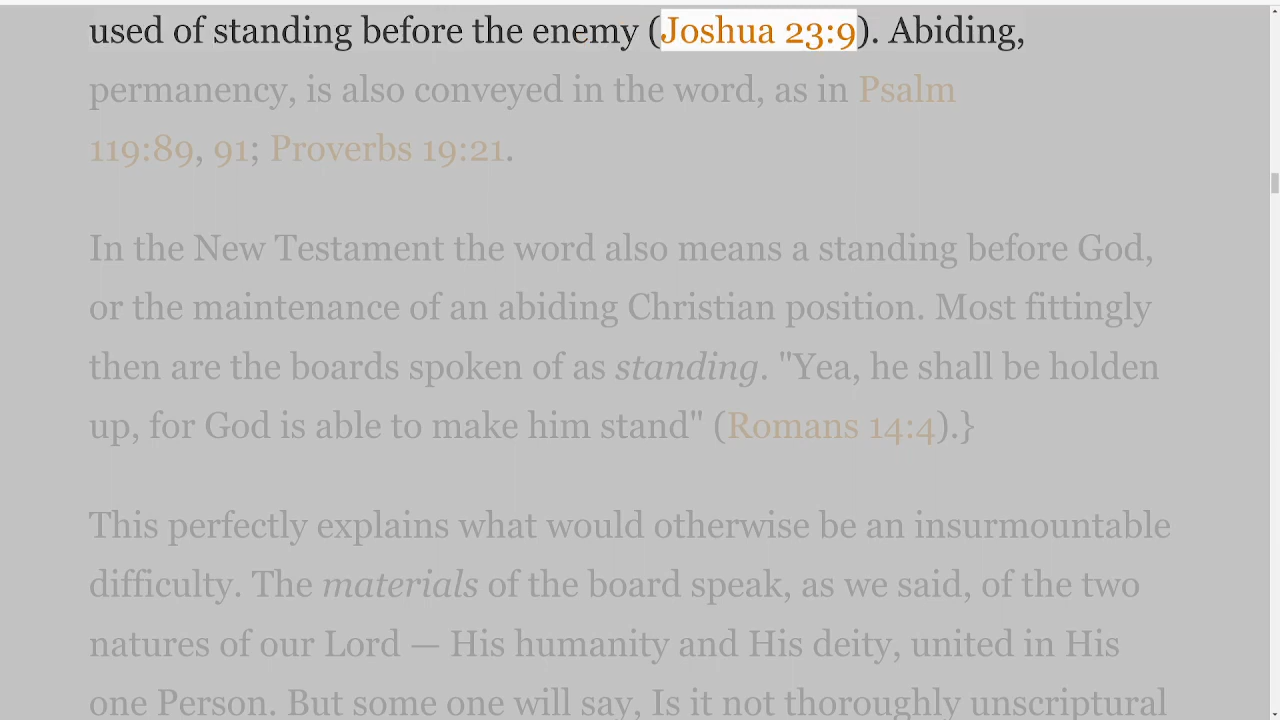 used of standing before the enemy (Joshua 23:9). Abiding,
permanency, is also conveyed in the word, as in Psalm
119:89, 91; Proverbs 19:21.
In the New Testament the word also means a standing before God,
or the maintenance of an abiding Christian position. Most fittingly
then are the boards spoken of as standing. "Yea, he shall be holden
up, for God is able to make him stand" (Romans 14:4).}
This perfectly explains what would otherwise be an insurmountable
difficulty. The materials of the board speak, as we said, of the two
natures of our Lord — His humanity and His deity, united in His
one Person. But some one will say, Is it not thoroughly unscriptural